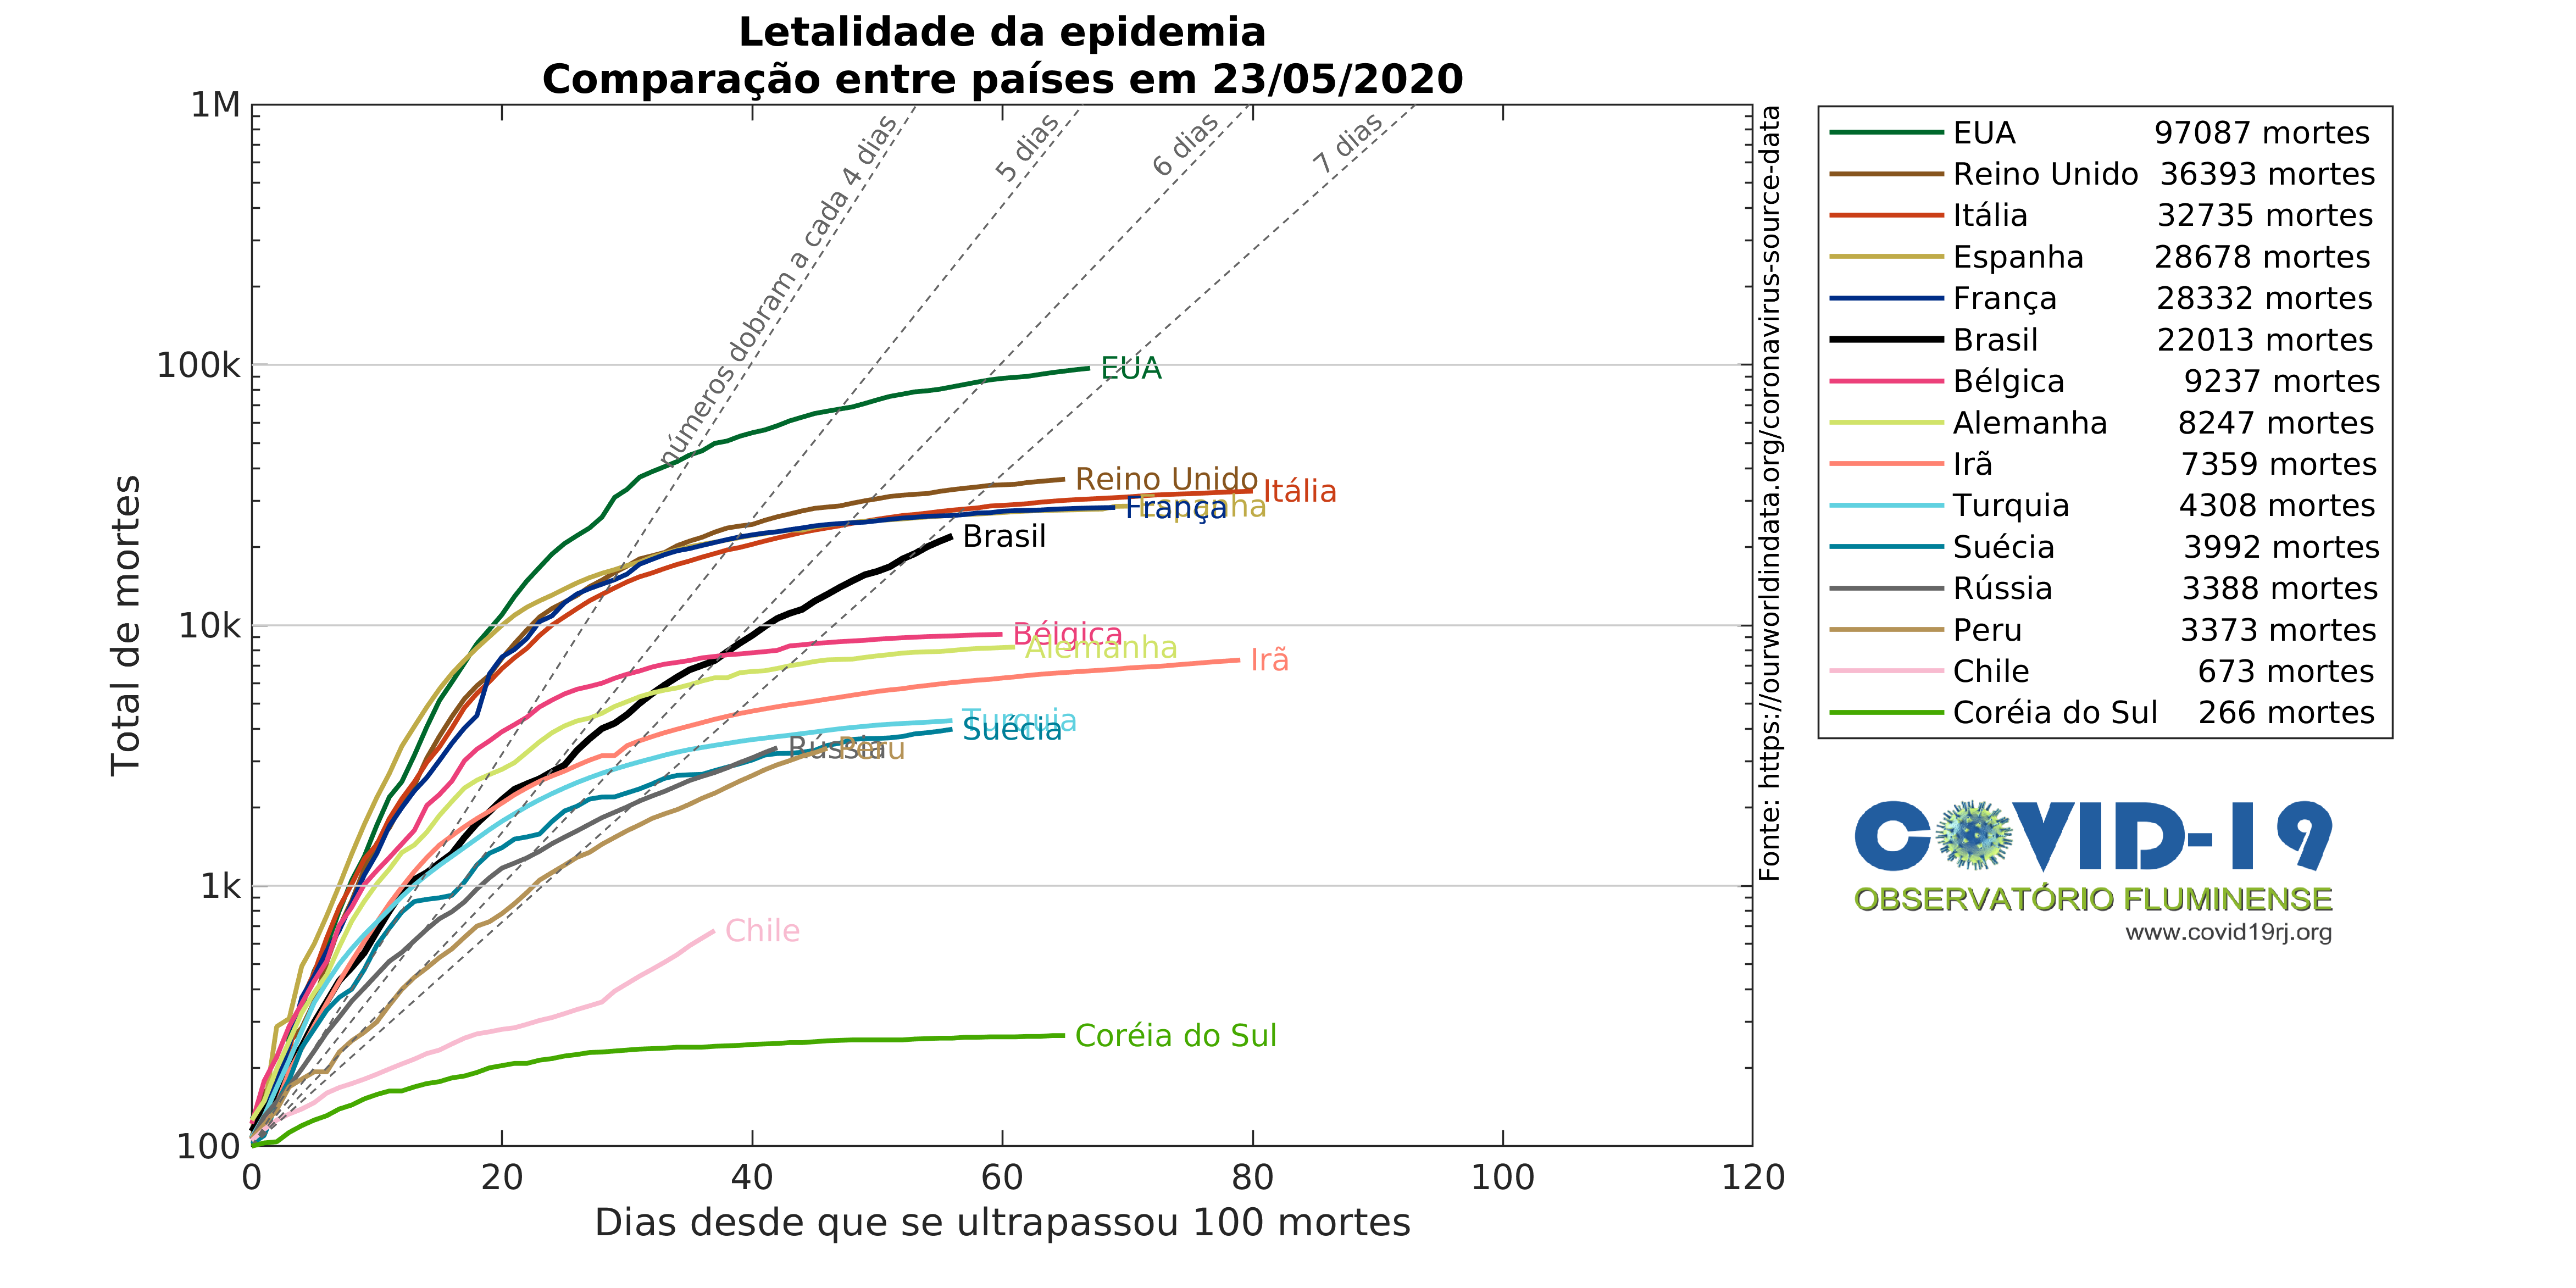 Letalidade da epidemia
Comparação entre países em 23/05/2020
1M
100k
10k
1k
100
Total de mortes
0 20 40 60 80 100 120
Dias desde que se ultrapassou 100 mortes
números dobram a cada 4 dias
5 dias
6 dias
7 dias
EUA
Reino Unido
Itália
Espanha
França
Brasil
Bélgica
Alemanha
Irã
Turquia
Suécia
Rússia
Peru
Chile
Coréia do Sul
Fonte: https://ourworldindata.org/coronavirus-source-data
EUA 97087 mortes
Reino Unido 36393 mortes
Itália 32735 mortes
Espanha 28678 mortes
França 28332 mortes
Brasil 22013 mortes
Bélgica 9237 mortes
Alemanha 8247 mortes
Irã 7359 mortes
Turquia 4308 mortes
Suécia 3992 mortes
Rússia 3388 mortes
Peru 3373 mortes
Chile 673 mortes
Coréia do Sul 266 mortes
COVID-19
OBSERVATÓRIO FLUMINENSE
www.covid19rj.org